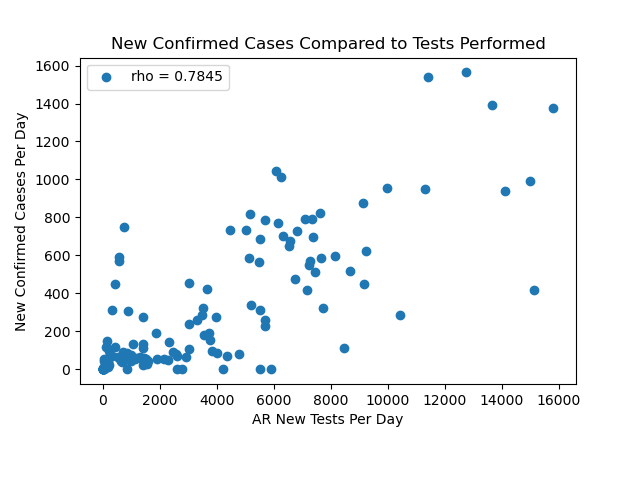 New Confirmed Cases Compared to Tests Performed
rho = 0.7845
New Confirmed Caeses Per Day
1600
1400
1200
1000
800
600
400
200
0
0 2000 4000 6000 8000 10000 12000 14000 16000
AR New Tests Per Day